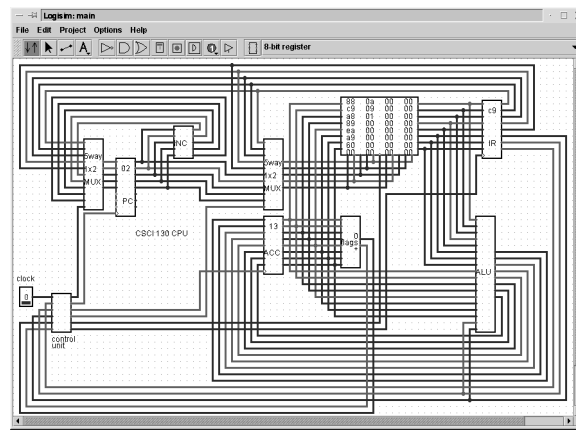 Logisim: main
File Edit Project Options Help
A D 8-bit register
88 0a 00 00
c9 09 00 00
a8 01 00 00
89 00 00 00
ea 00 00 00
a9 00 00 00
60 00 00 00
00 00 00 00
c9
IR
INC
5way
1x2
MUX
02
PC
5way
1x2
MUX
CSCI 130 CPU
13
ACC
0
flags
+
ALU
clock
0
control
unit